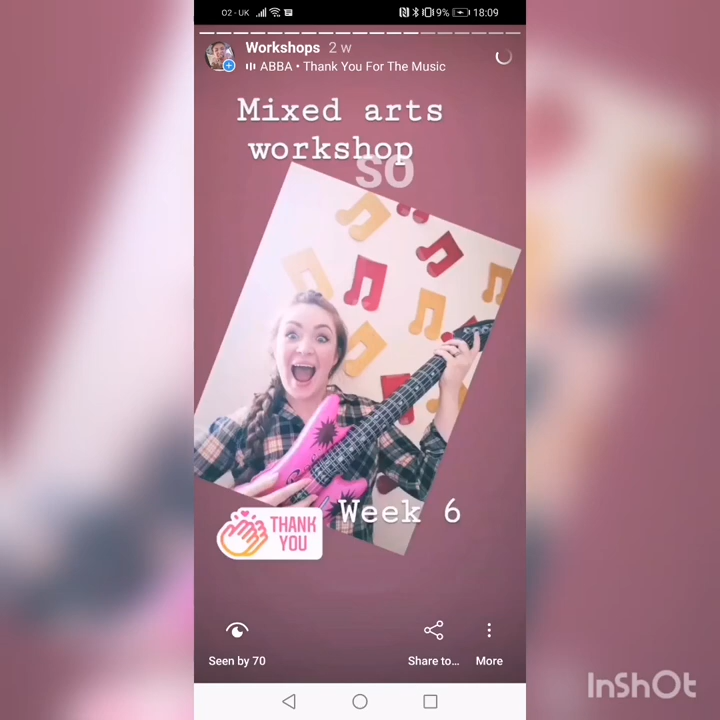 O2 - UK
9%
18:09
Workshops 2 w
ABBA • Thank You For The Music
Mixed arts
workshop
so
Week 6
THANK
YOU
Seen by 70
Share to...
More
InShOt